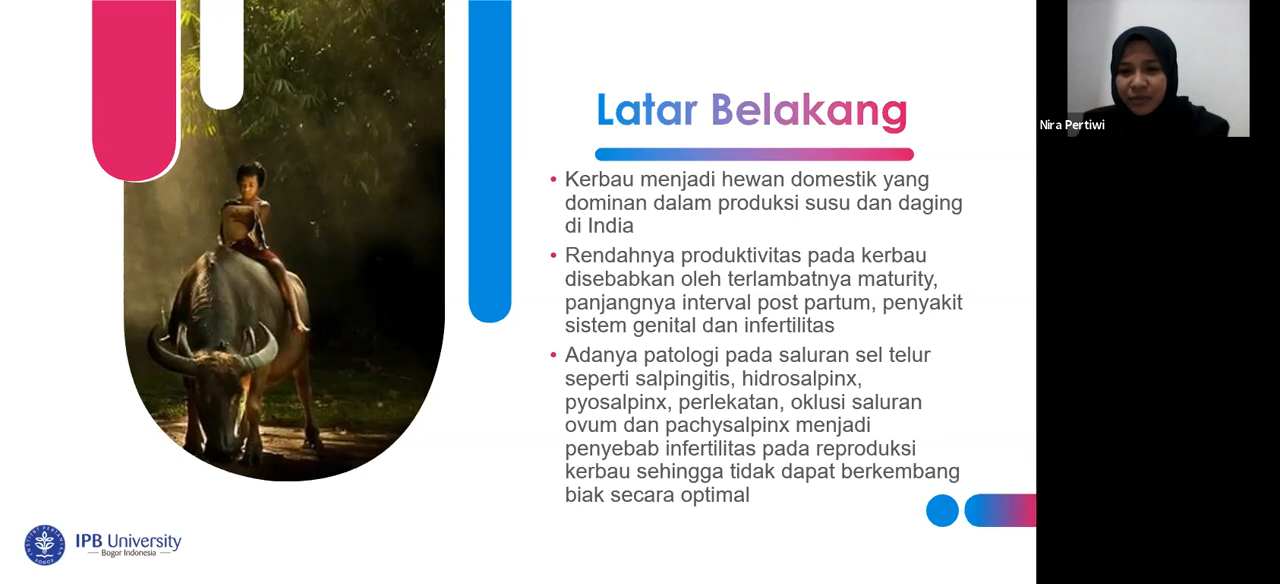 Latar Belakang
• Kerbau menjadi hewan domestik yang
dominan dalam produksi susu dan daging
di India
• Rendahnya produktivitas pada kerbau
disebabkan oleh terlambatnya maturity,
panjangnya interval post partum, penyakit
sistem genital dan infertilitas
• Adanya patologi pada saluran sel telur
seperti salpingitis, hidrosalpinx,
pyosalpinx, perlekatan, oklusi saluran
ovum dan pachysalpinx menjadi
penyebab infertilitas pada reproduksi
kerbau sehingga tidak dapat berkembang
biak secara optimal
IPB University
Bogor Indonesia
Nira Pertiwi